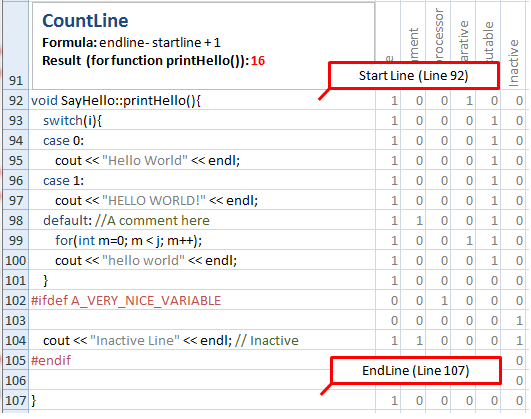 CountLine
Formula: endline- startline + 1
Result (for function printHello()): 16
91
Inactive
Start Line (Line 92)
92 void SayHello::printHello(){ 1 0 0 1 0 0
93 switch(i){ 1 0 0 0 1 0
94 case 0: 1 0 0 0 1 0
95 cout << "Hello World" << endl; 1 0 0 0 1 0
96 case 1: 1 0 0 0 1 0
97 cout << "HELLO WORLD!" << endl; 1 0 0 0 1 0
98 default: //A comment here 1 1 0 0 1 0
99 for(int m=0; m < j; m++); 1 0 0 1 1 0
100 cout << "hello world" << endl; 1 0 0 0 1 0
101 } 1 0 0 0 0 0
102 #ifdef A_VERY_NICE_VARIABLE 0 0 1 0 0 0
103 0 0 0 0 0 1
104 cout << "Inactive Line" << endl; // Inactive 1 1 0 0 0 1
105 #endif 0
EndLine (Line 107)
106 0
107 } 1 0 0 0 1 0